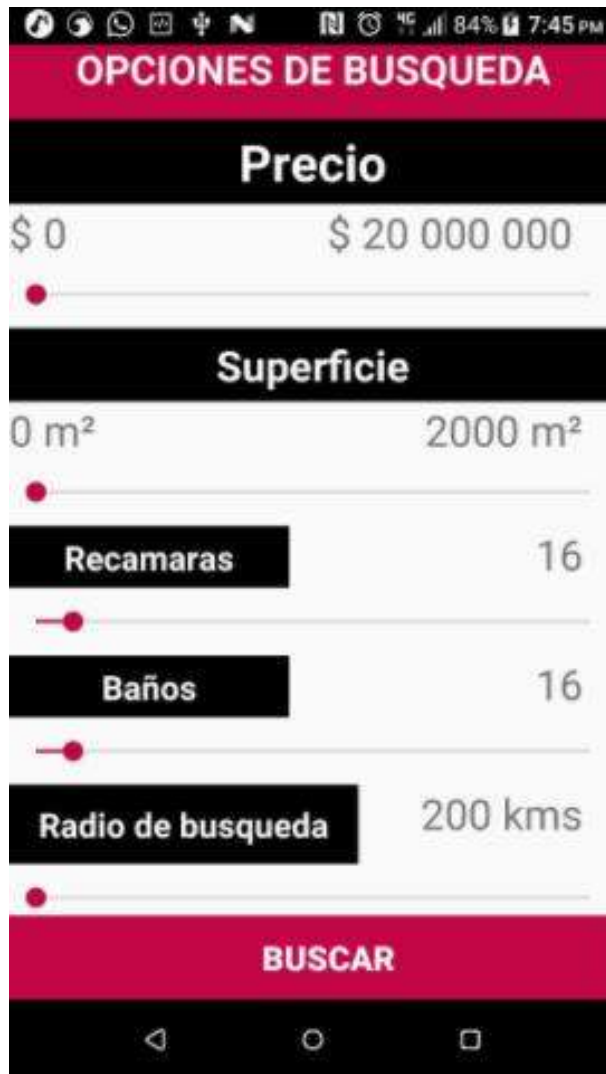 4G 84% 7:45 PM
OPCIONES DE BUSQUEDA
Precio
$ 0 $ 20 000 000
Superficie
0 m² 2000 m²
Recamaras 16
Baños 16
Radio de busqueda 200 kms
BUSCAR